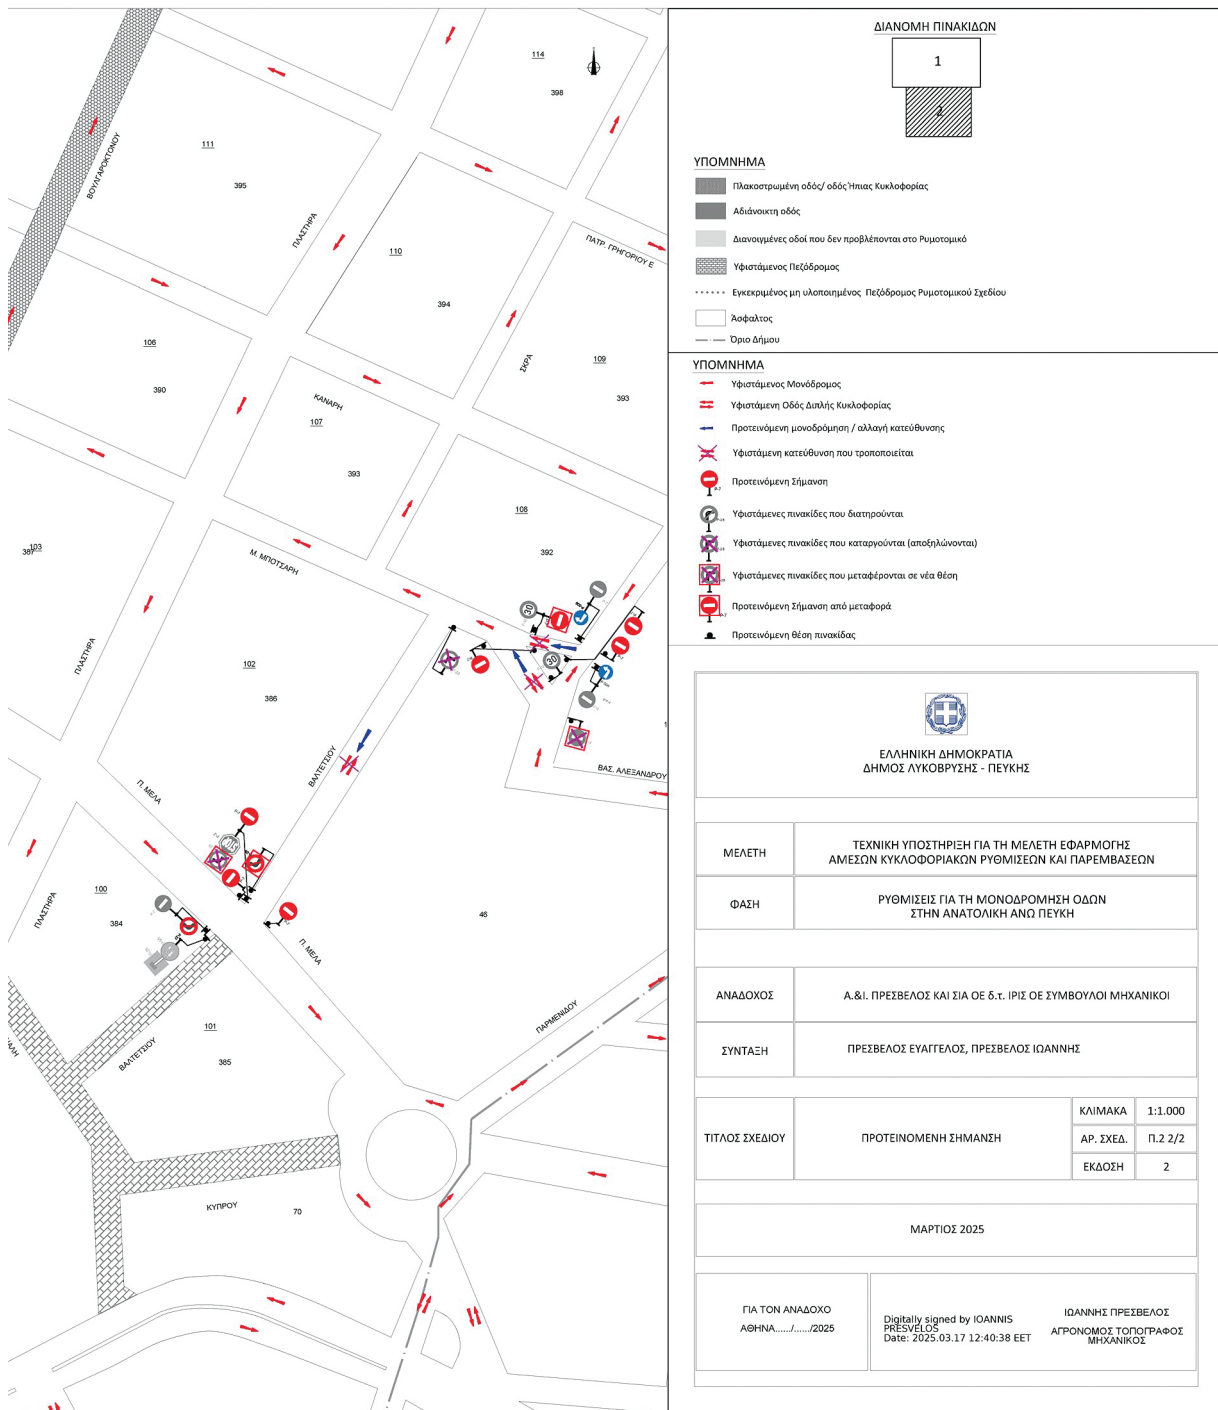 ΒΟΥΛΓΑΡΟΚΤΟΝΟΥ
111
395
114
398
ΠΛΑΣΤΗΡΑ
110
394
ΠΑΤΡ. ΓΡΗΓΟΡΙΟΥ Ε
106
390
ΚΑΝΑΡΗ
107
393
ΣΚΡΑ
109
393
108
392
103
Μ. ΜΠΟΤΣΑΡΗ
30
30
ΠΛΑΣΤΗΡΑ
102
386
ΒΑΛΤΕΤΣΙΟΥ
ΒΑΣ. ΑΛΕΞΑΝΔΡΟΥ
Π. ΜΕΛΑ
100
384
ΠΛΑΣΤΗΡΑ
46
Π. ΜΕΛΑ
101
385
ΒΑΛΤΕΤΣΙΟΥ
ΠΑΡΜΕΝΙΔΟΥ
ΚΥΠΡΟΥ
70
ΔΙΑΝΟΜΗ ΠΙΝΑΚΙΔΩΝ
1
2
ΥΠΟΜΝΗΜΑ
Πλακοστρωμένη οδός/ οδός Ήπιας Κυκλοφορίας
Αδιάνοικτη οδός
Διανοιγμένες οδοί που δεν προβλέπονται στο Ρυμοτομικό
Υφιστάμενος Πεζόδρομος
Εγκεκριμένος μη υλοποιημένος Πεζόδρομος Ρυμοτομικού Σχεδίου
Άσφαλτος
Όριο Δήμου
ΥΠΟΜΝΗΜΑ
Υφιστάμενος Μονόδρομος
Υφιστάμενη Οδός Διπλής Κυκλοφορίας
Προτεινόμενη μονοδρόμηση / αλλαγή κατεύθυνσης
Υφιστάμενη κατεύθυνση που τροποποιείται
Προτεινόμενη Σήμανση
Υφιστάμενες πινακίδες που διατηρούνται
Υφιστάμενες πινακίδες που καταργούνται (αποξηλώνονται)
Υφιστάμενες πινακίδες που μεταφέρονται σε νέα θέση
Προτεινόμενη Σήμανση από μεταφορά
Προτεινόμενη θέση πινακίδας
ΕΛΛΗΝΙΚΗ ΔΗΜΟΚΡΑΤΙΑ
ΔΗΜΟΣ ΛΥΚΟΒΡΥΣΗΣ - ΠΕΥΚΗΣ
ΜΕΛΕΤΗ
ΤΕΧΝΙΚΗ ΥΠΟΣΤΗΡΙΞΗ ΓΙΑ ΤΗ ΜΕΛΕΤΗ ΕΦΑΡΜΟΓΗΣ
ΑΜΕΣΩΝ ΚΥΚΛΟΦΟΡΙΑΚΩΝ ΡΥΘΜΙΣΕΩΝ ΚΑΙ ΠΑΡΕΜΒΑΣΕΩΝ
ΦΑΣΗ
ΡΥΘΜΙΣΕΙΣ ΓΙΑ ΤΗ ΜΟΝΟΔΡΟΜΗΣΗ ΟΔΩΝ
ΣΤΗΝ ΑΝΑΤΟΛΙΚΗ ΑΝΩ ΠΕΥΚΗ
ΑΝΑΔΟΧΟΣ
Α.&Ι. ΠΡΕΣΒΕΛΟΣ ΚΑΙ ΣΙΑ ΟΕ δ.τ. ΙΡΙΣ ΟΕ ΣΥΜΒΟΥΛΟΙ ΜΗΧΑΝΙΚΟΙ
ΣΥΝΤΑΞΗ
ΠΡΕΣΒΕΛΟΣ ΕΥΑΓΓΕΛΟΣ, ΠΡΕΣΒΕΛΟΣ ΙΩΑΝΝΗΣ
ΤΙΤΛΟΣ ΣΧΕΔΙΟΥ
ΠΡΟΤΕΙΝΟΜΕΝΗ ΣΗΜΑΝΣΗ
ΚΛΙΜΑΚΑ
1:1.000
ΑΡ. ΣΧΕΔ.
Π.2 2/2
ΕΚΔΟΣΗ
2
ΜΑΡΤΙΟΣ 2025
ΓΙΑ ΤΟΝ ΑΝΑΔΟΧΟ
ΑΘΗΝΑ....../....../2025
Digitally signed by IOANNIS
PRESVELOS
Date: 2025.03.17 12:40:38 EET
ΙΩΑΝΝΗΣ ΠΡΕΣΒΕΛΟΣ
ΑΓΡΟΝΟΜΟΣ ΤΟΠΟΓΡΑΦΟΣ
ΜΗΧΑΝΙΚΟΣ